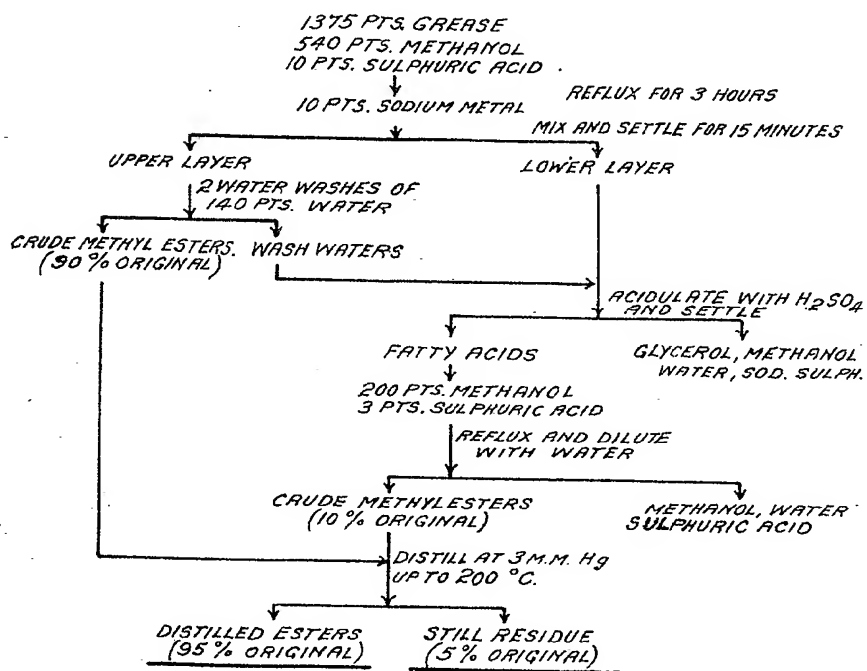 1375 PTS. GREASE
540 PTS. METHANOL
10 PTS. SULPHURIC ACID
REFLUX FOR 3 HOURS
10 PTS. SODIUM METAL
MIX AND SETTLE FOR 15 MINUTES
UPPER LAYER
LOWER LAYER
2 WATER WASHES OF
140 PTS. WATER
CRUDE METHYL ESTERS. WASH WATERS
(90% ORIGINAL)
ACIDULATE WITH H2SO4
AND SETTLE
FATTY ACIDS
GLYCEROL, METHANOL
WATER, SOD. SULPH.
200 PTS. METHANOL
3 PTS. SULPHURIC ACID
REFLUX AND DILUTE
WITH WATER
CRUDE METHYLESTERS
(10% ORIGINAL)
METHANOL, WATER
SULPHURIC ACID
DISTILL AT 3 M.M. Hg
UP TO 200 °C.
DISTILLED ESTERS
(95% ORIGINAL)
STILL RESIDUE
(5% ORIGINAL)